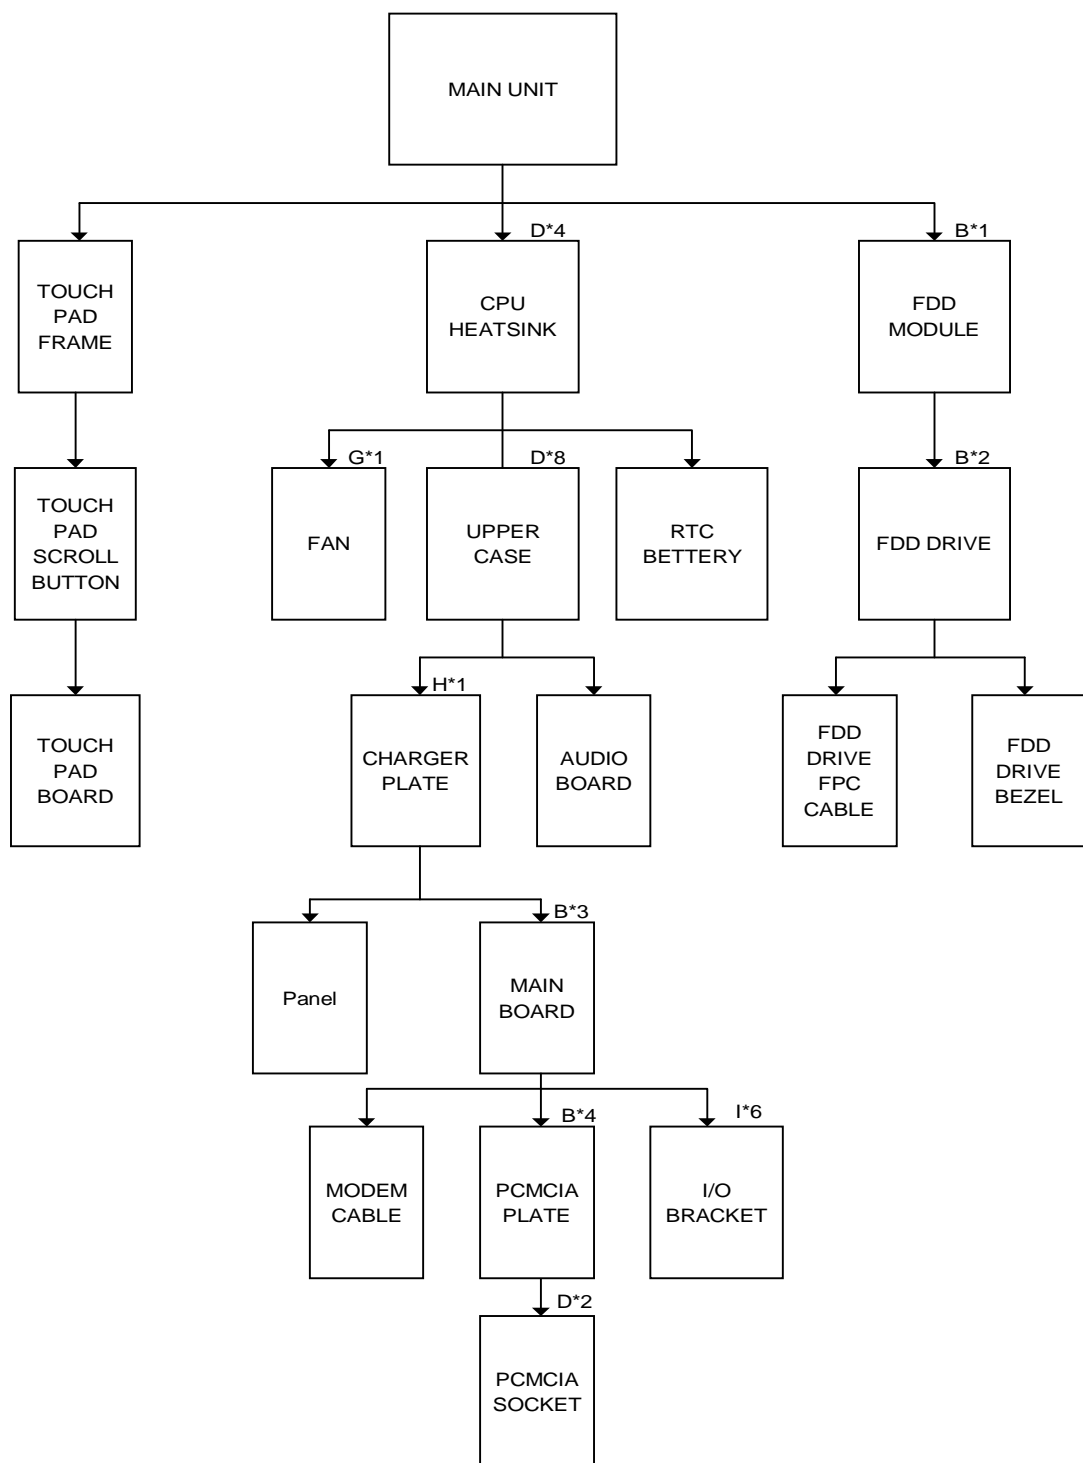 MAIN UNIT
D*4
B*1
TOUCH
PAD
FRAME
CPU
HEATSINK
FDD
MODULE
G*1
D*8
B*2
TOUCH
PAD
SCROLL
BUTTON
FAN
UPPER
CASE
RTC
BETTERY
FDD DRIVE
H*1
TOUCH
PAD
BOARD
CHARGER
PLATE
AUDIO
BOARD
FDD
DRIVE
FPC
CABLE
FDD
DRIVE
BEZEL
B*3
Panel
MAIN
BOARD
B*4
I*6
MODEM
CABLE
PCMCIA
PLATE
I/O
BRACKET
D*2
PCMCIA
SOCKET